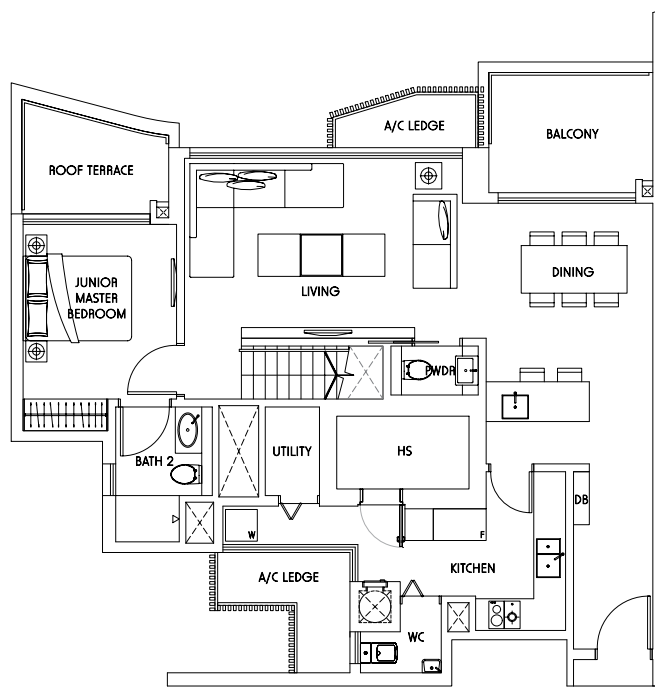 A/C LEDGE
BALCONY
ROOF TERRACE
DINING
JUNIOR
MASTER
BEDROOM
LIVING
PWDR
UTILITY
HS
BATH 2
DB
W
F
KITCHEN
A/C LEDGE
WC